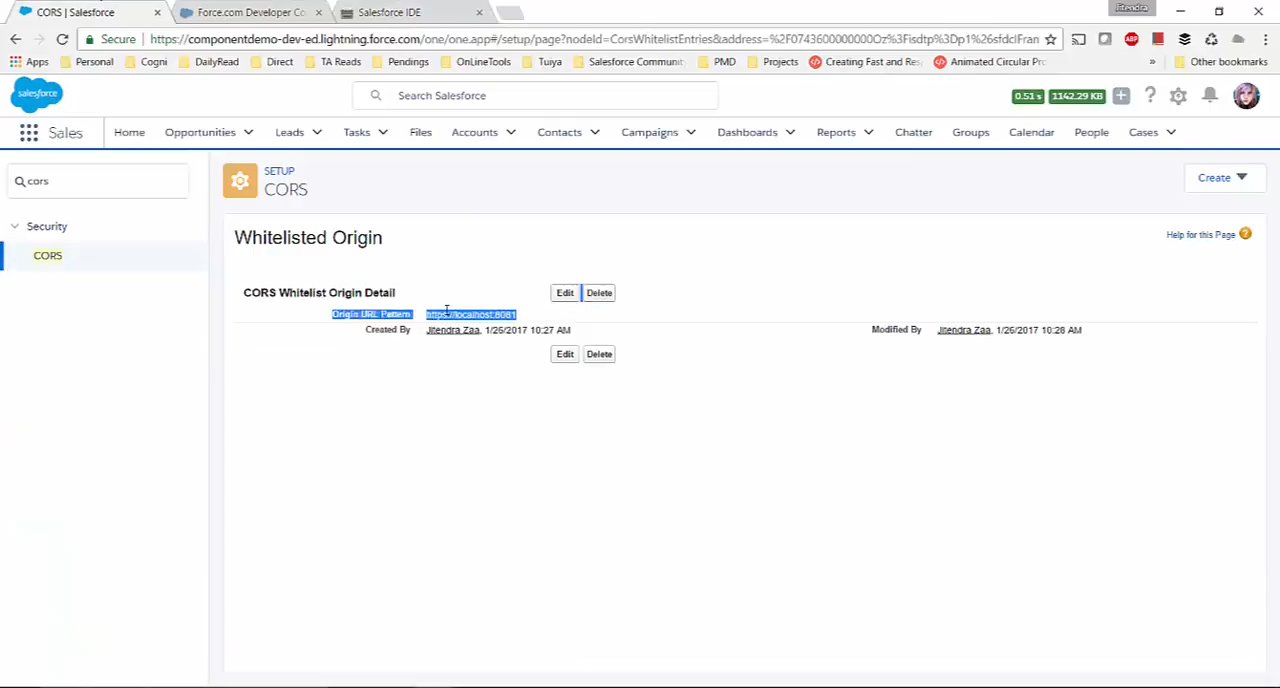 CORS | Salesforce
Force.com Developer Co
Salesforce IDE
Jitendra
Secure
https://componentdemo-dev-ed.lightning.force.com/one/one.app#/setup/page?nodeId=CorsWhitelistEntries&address=%2F07436000000000z%3Fisdtp%3Dp1%26sfdcIFran
Apps
Personal
Cogni
DailyRead
Direct
TA Reads
Pendings
OnLineTools
Tuiya
Salesforce Communit
PMD
Projects
Creating Fast and Res
Animated Circular Pro
»
Other bookmarks
salesforce
Search Salesforce
0.51 s
1142.29 KB
Sales
Home
Opportunities
Leads
Tasks
Files
Accounts
Contacts
Campaigns
Dashboards
Reports
Chatter
Groups
Calendar
People
Cases
cors
Security
CORS
SETUP
CORS
Create
Whitelisted Origin
Help for this Page
CORS Whitelist Origin Detail
Edit
Delete
Origin URL Pattern
https://localhost:8081
Created By
Jitendra Zaa, 1/26/2017 10:27 AM
Modified By
Jitendra Zaa, 1/26/2017 10:28 AM
Edit
Delete